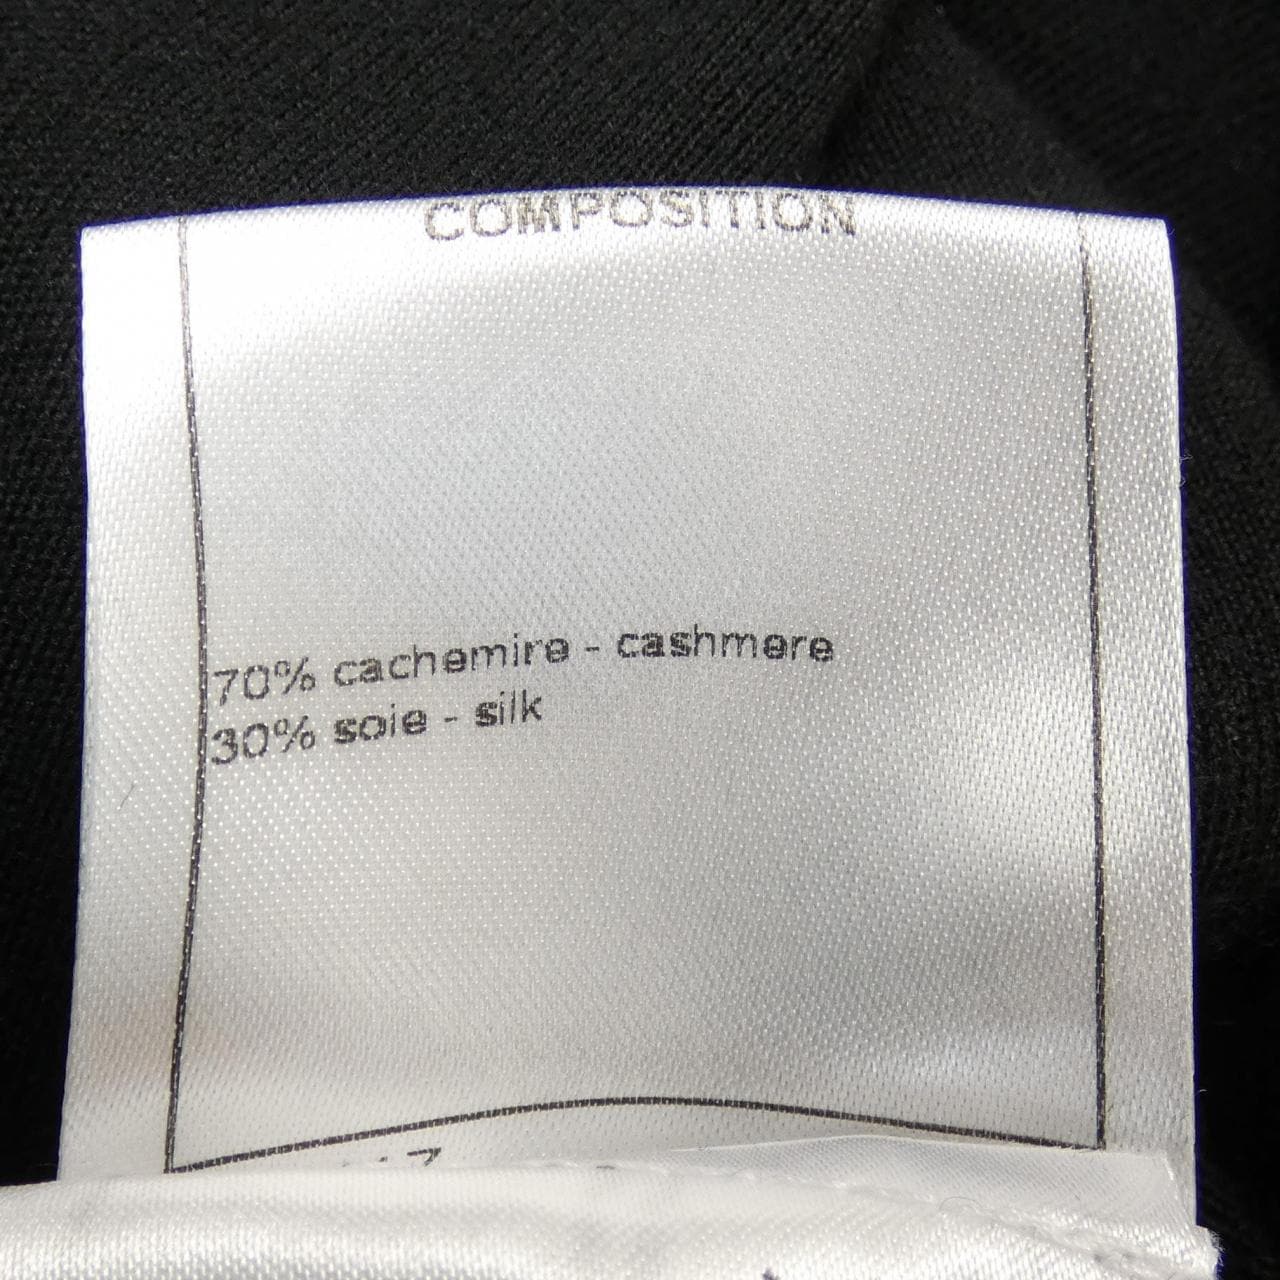 COMPOSITION
70% cachemire - cashmere
30% soie - silk